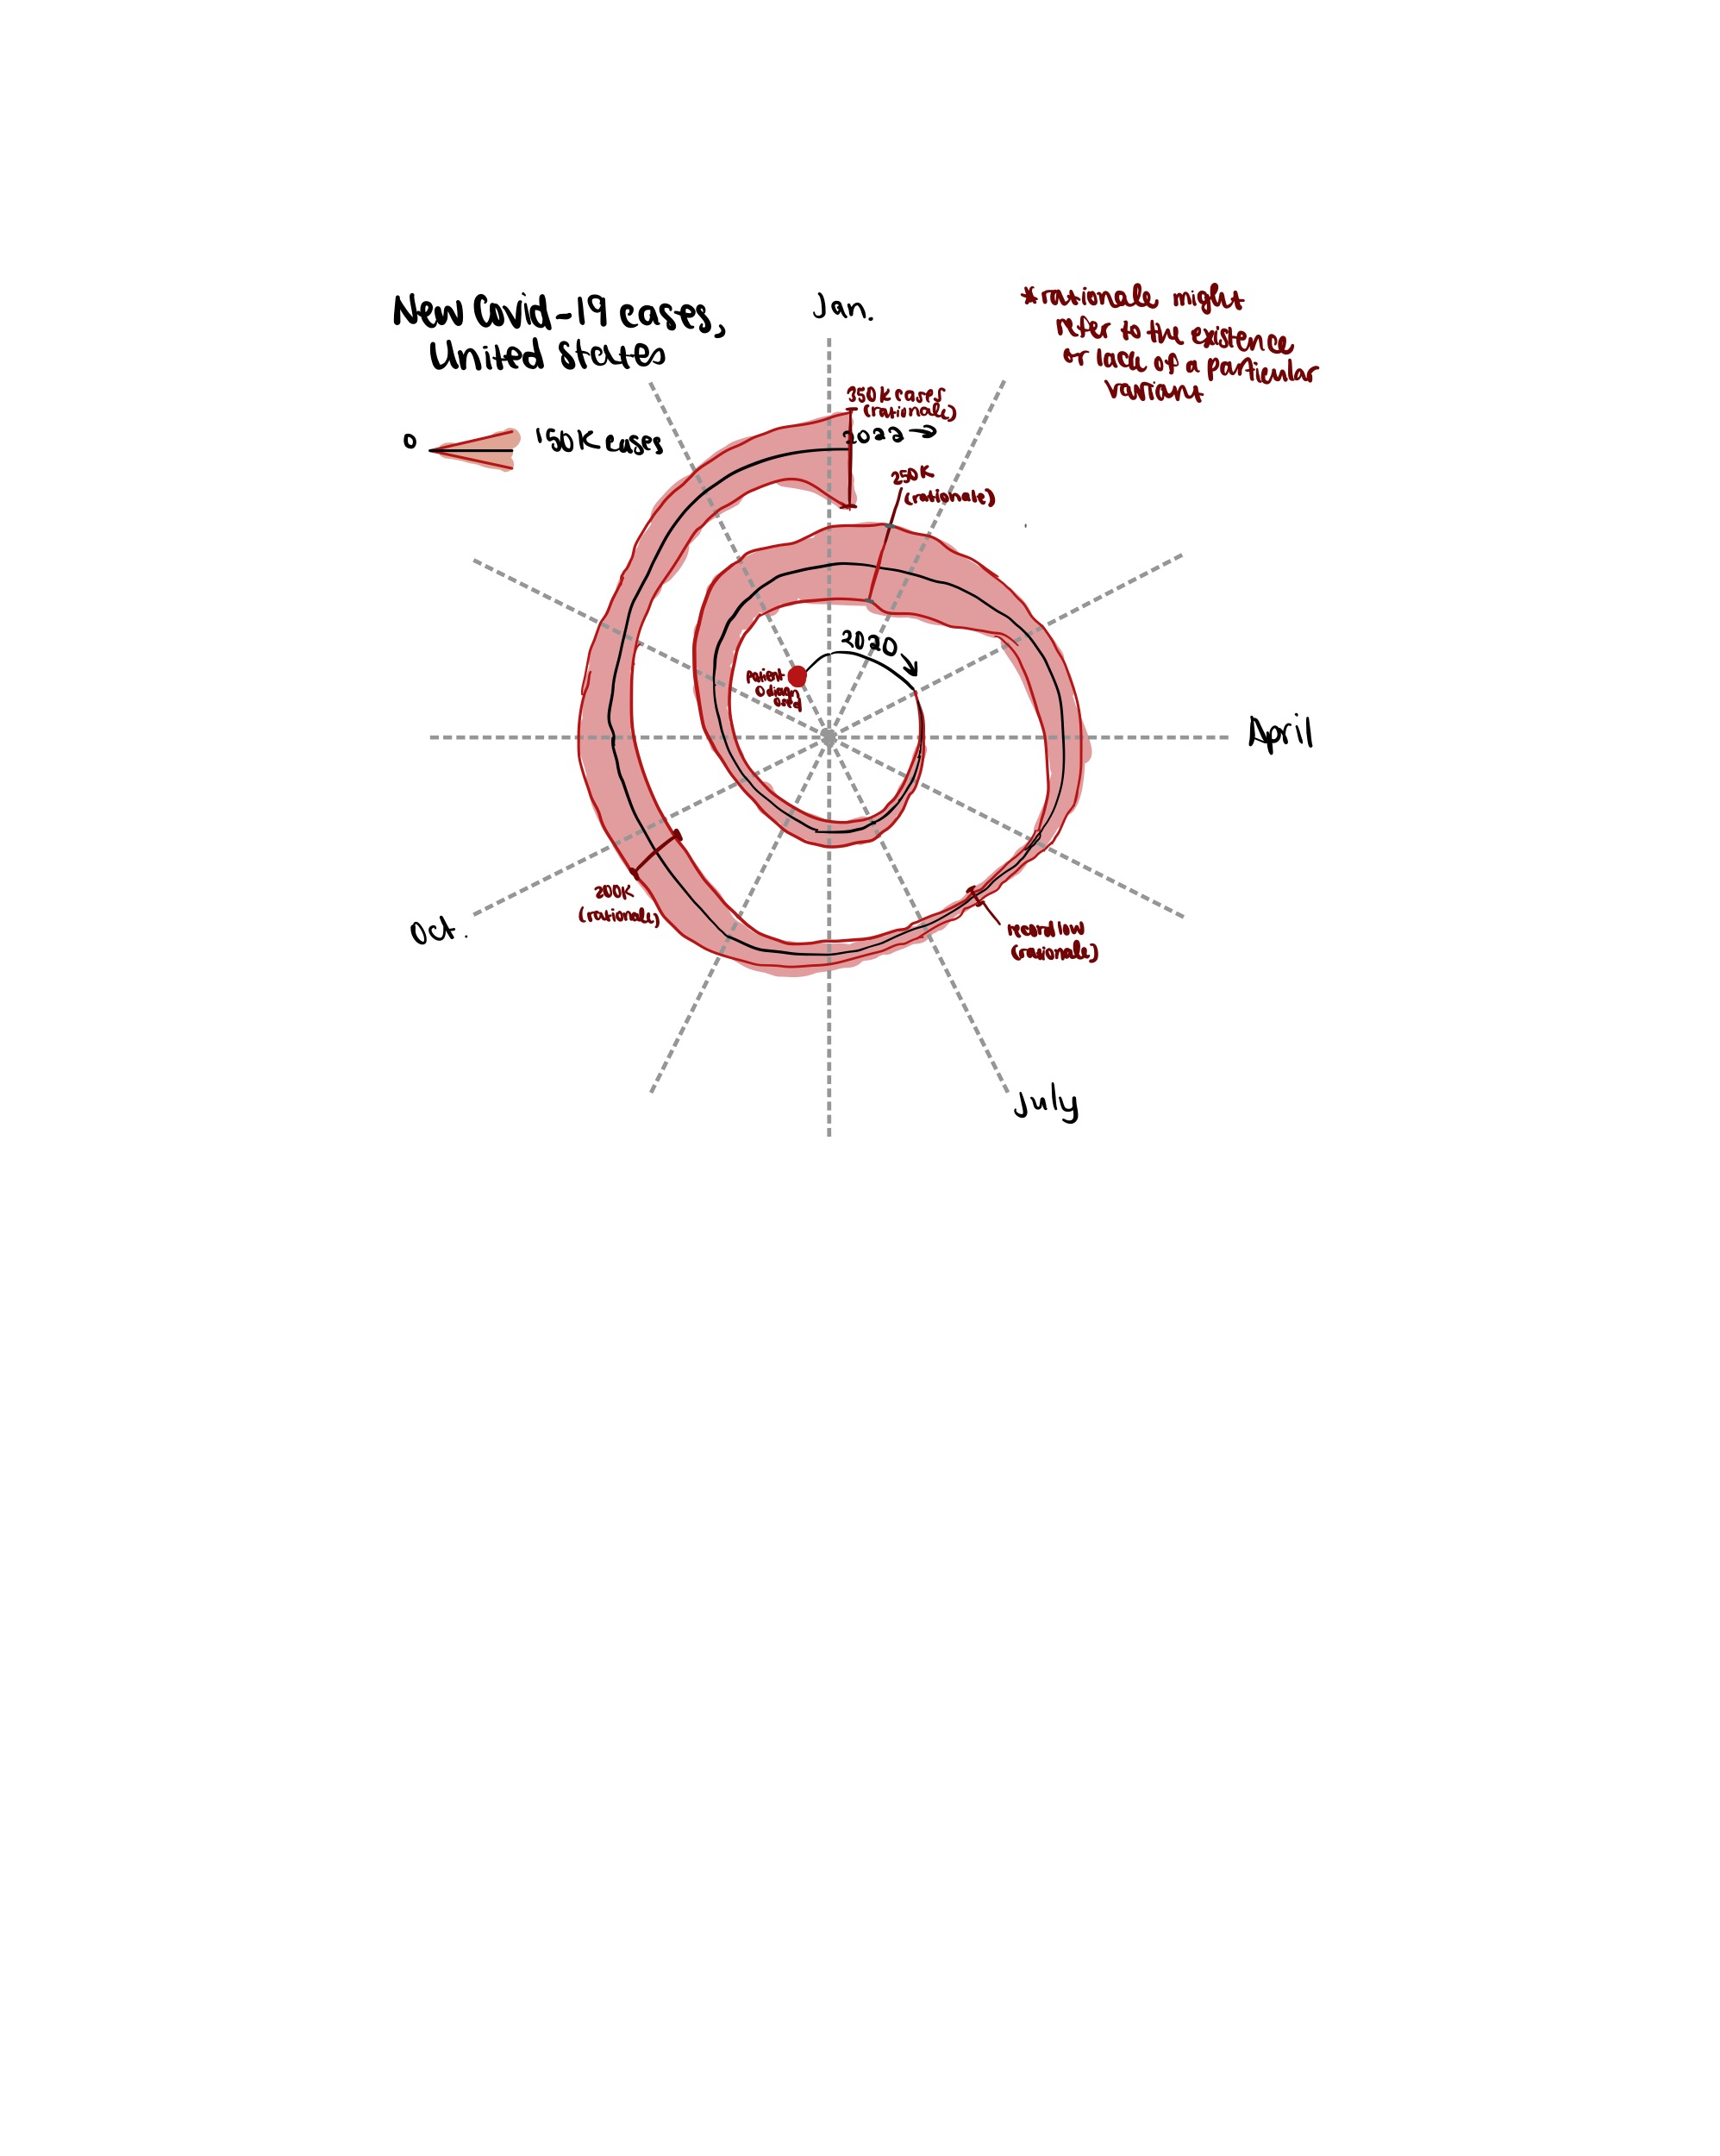 New Covid-19 cases,
United States
0
150K cases
Jan.
*rationale might
refer to the existence
or lack of a particular
variant
350K cases
(rationale)
2022 →
250K
(rationale)
2020
Patient
0 diagn
osed
April
200K
(rationale)
Oct.
record low
(rationale)
July